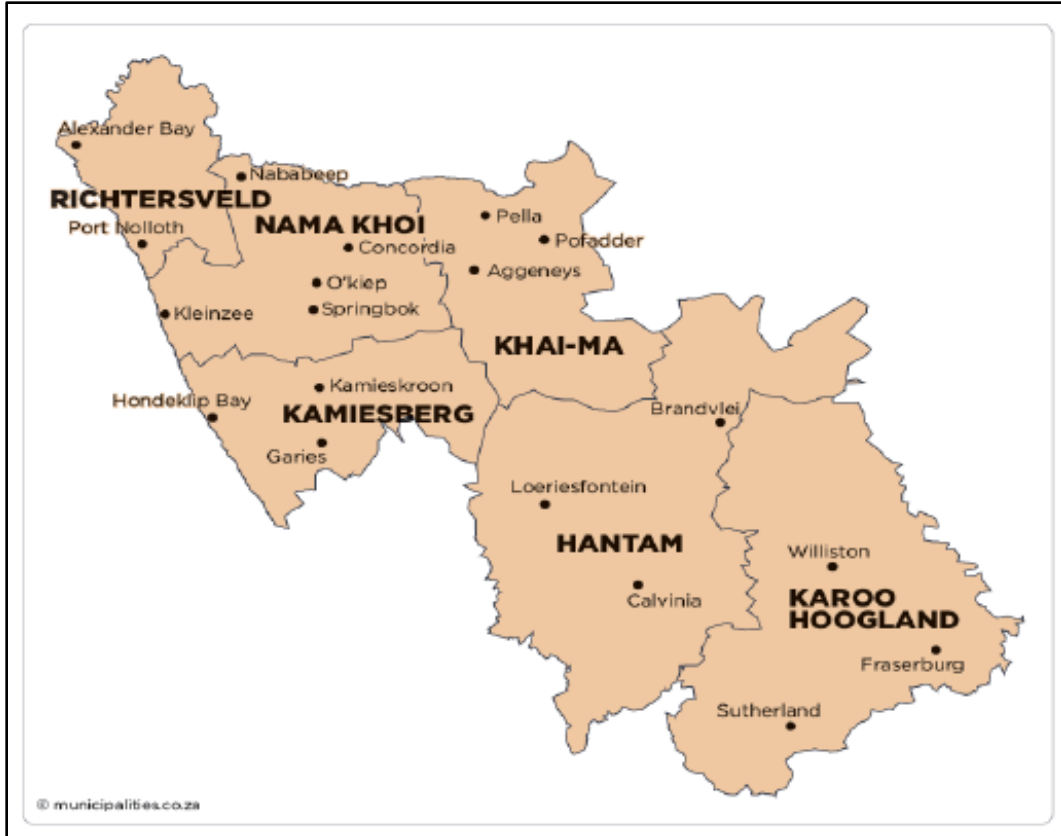 Alexander Bay
Nababeep
RICHTERSVELD
Port Nolloth
NAMA KHOI
Concordia
Pella
Pofadder
Aggeneys
O'kiep
Springbok
Kleinzee
KHAI-MA
Kamieskroon
Hondeklip Bay
KAMIESBERG
Garies
Brandvlei
Loeriesfontein
HANTAM
Calvinia
Williston
KAROO
HOOGLAND
Fraserburg
Sutherland
© municipalities.co.za